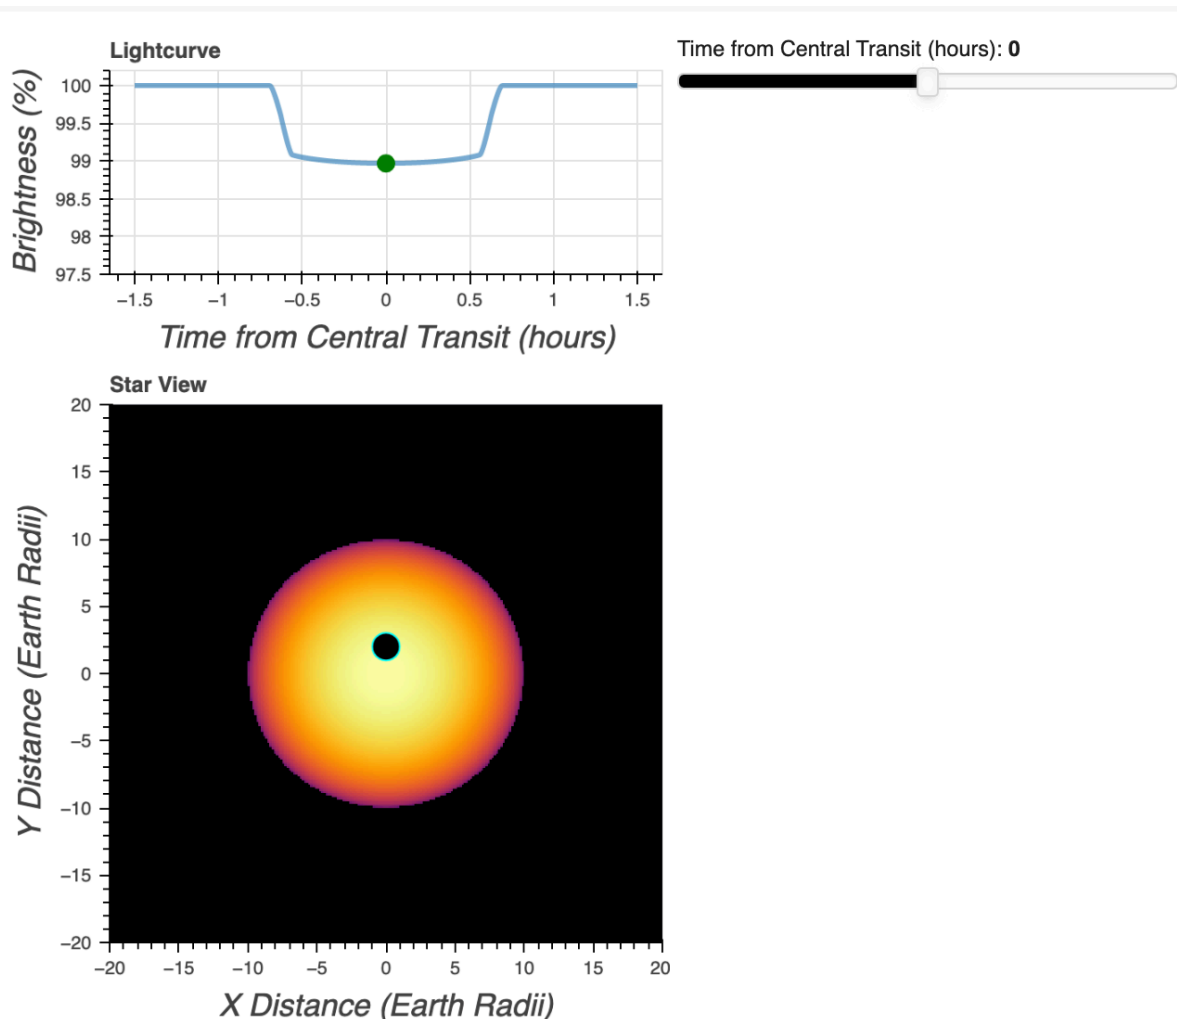 Lightcurve
Time from Central Transit (hours): 0
Brightness (%)
100
99.5
99
98.5
98
97.5
−1.5 −1 −0.5 0 0.5 1 1.5
Time from Central Transit (hours)
Star View
Y Distance (Earth Radii)
20
15
10
5
0
−5
−10
−15
−20
−20 −15 −10 −5 0 5 10 15 20
X Distance (Earth Radii)